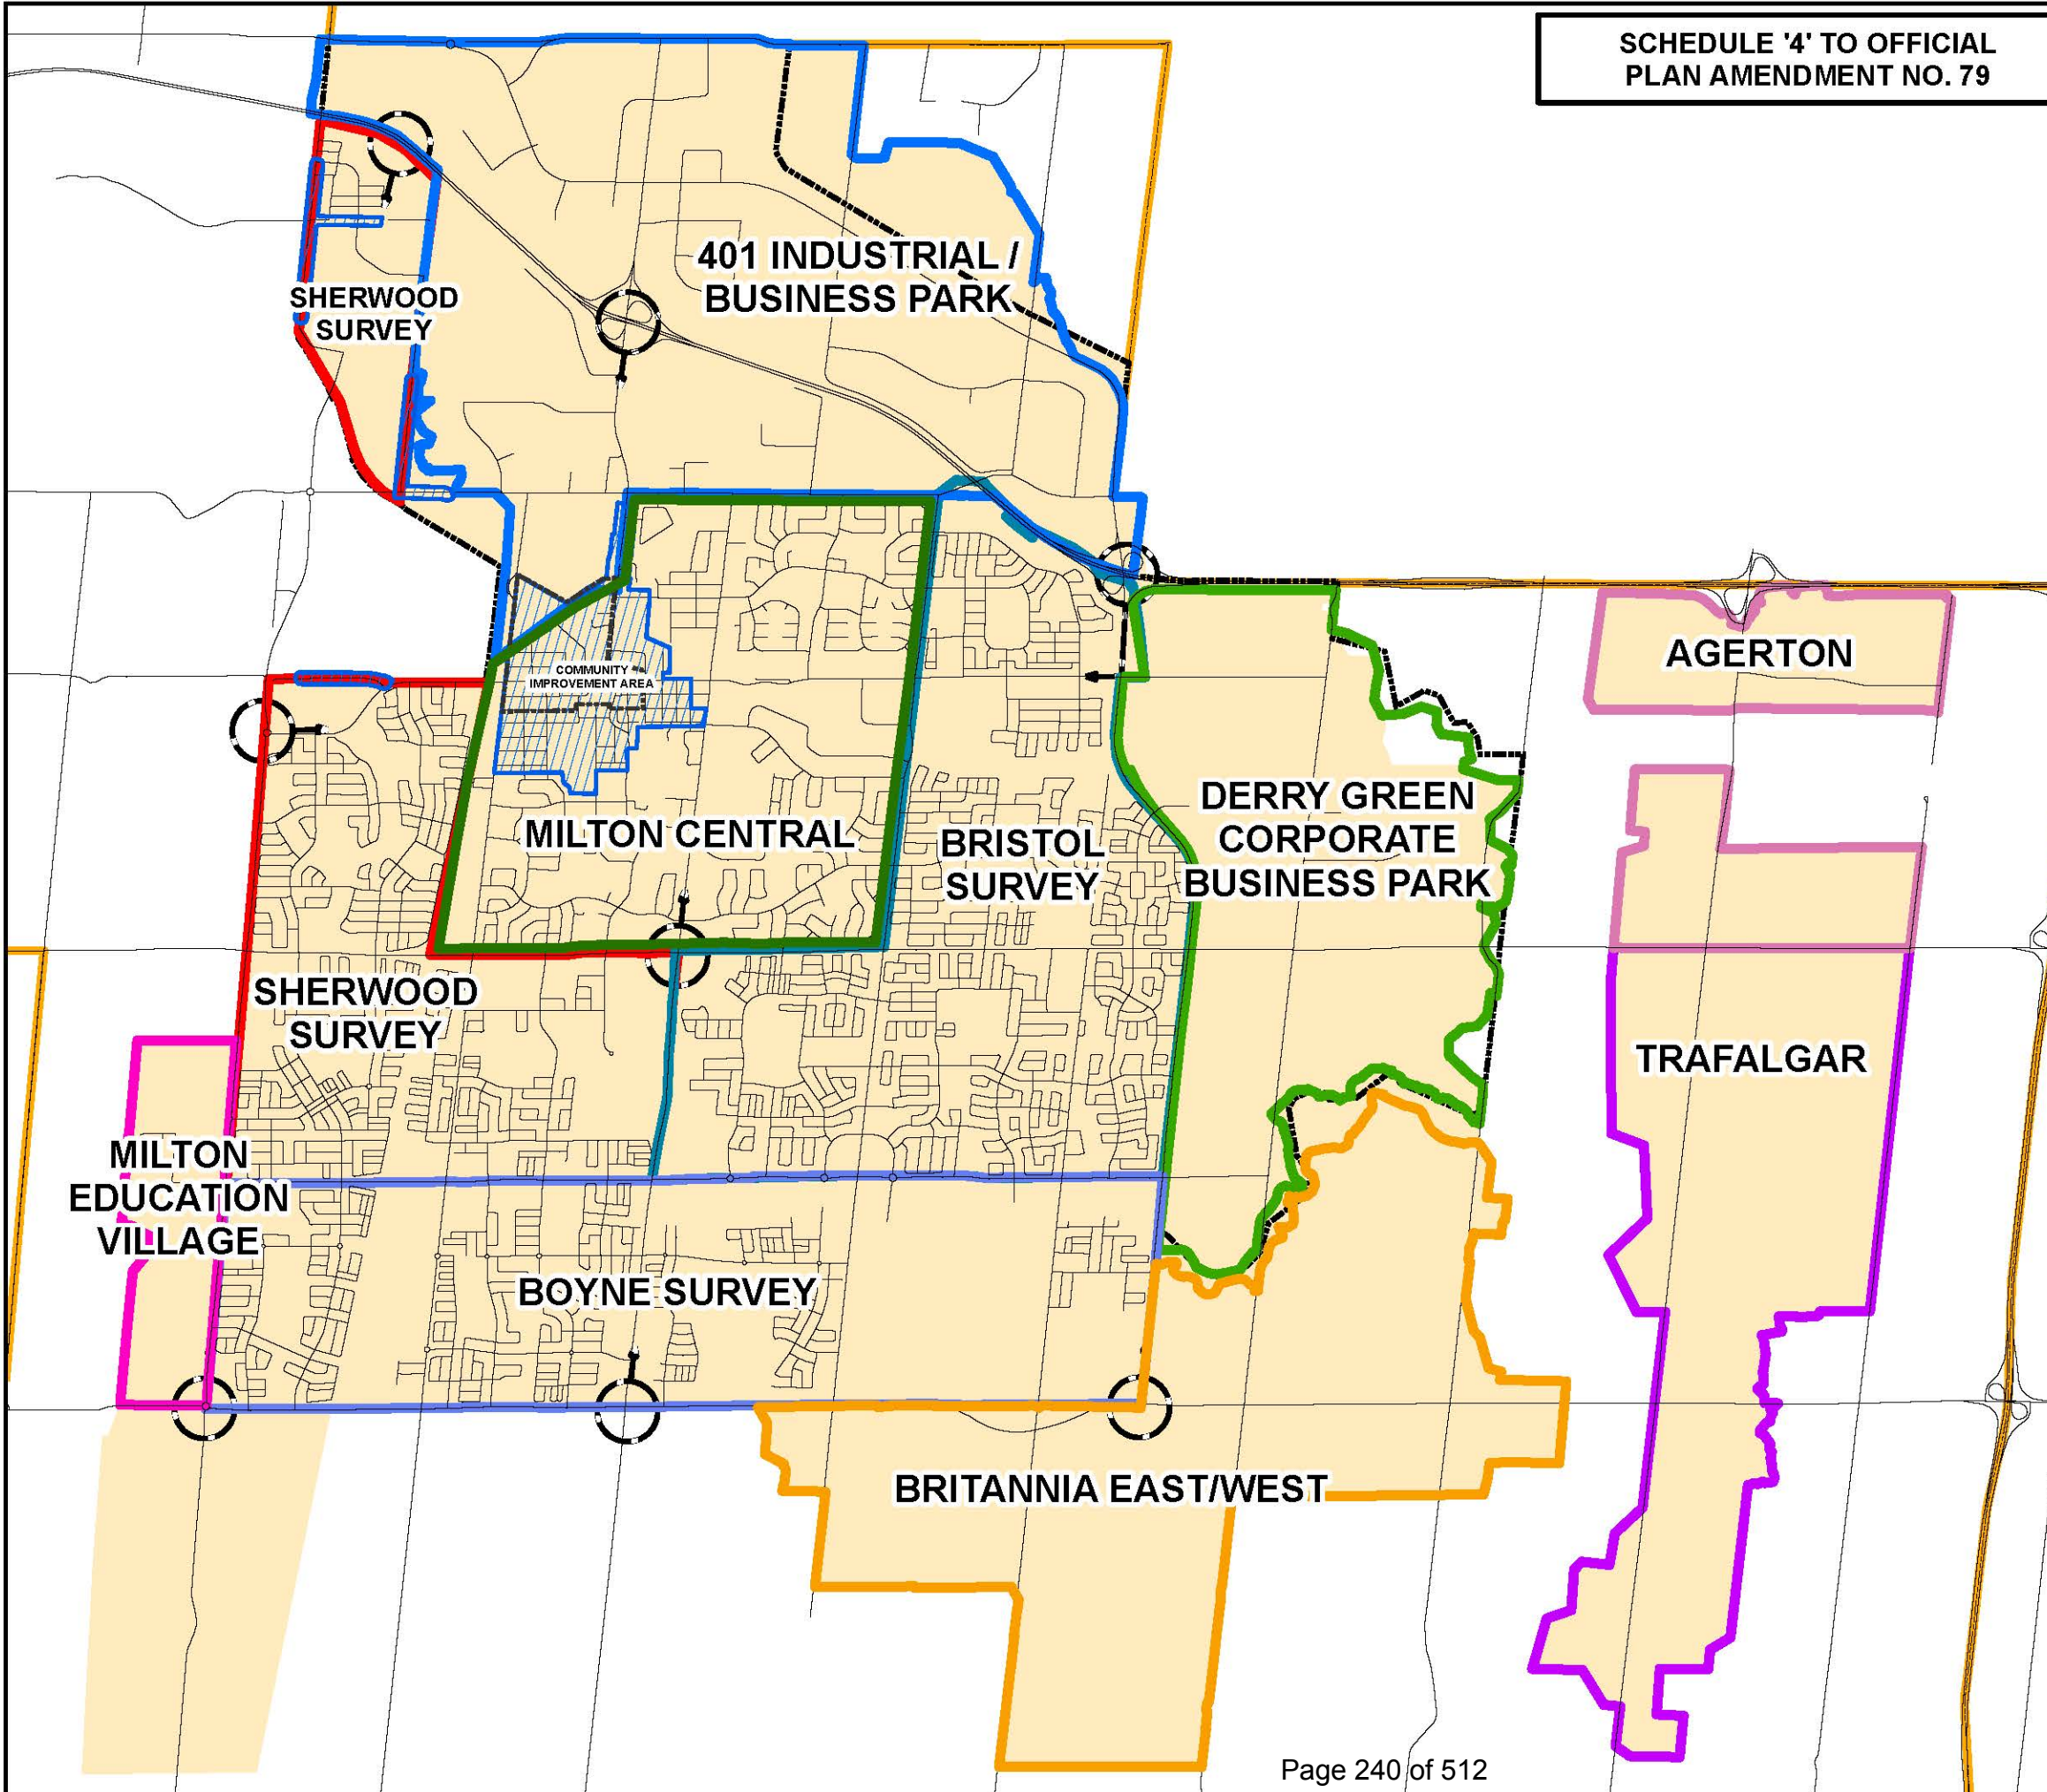 SCHEDULE '4' TO OFFICIAL
PLAN AMENDMENT NO. 79
401 INDUSTRIAL /
BUSINESS PARK
SHERWOOD
SURVEY
COMMUNITY
IMPROVEMENT AREA
AGERTON
MILTON CENTRAL
BRISTOL
SURVEY
DERRY GREEN
CORPORATE
BUSINESS PARK
SHERWOOD
SURVEY
TRAFALGAR
MILTON
EDUCATION
VILLAGE
BOYNE SURVEY
BRITANNIA EAST/WEST
Page 240 of 512